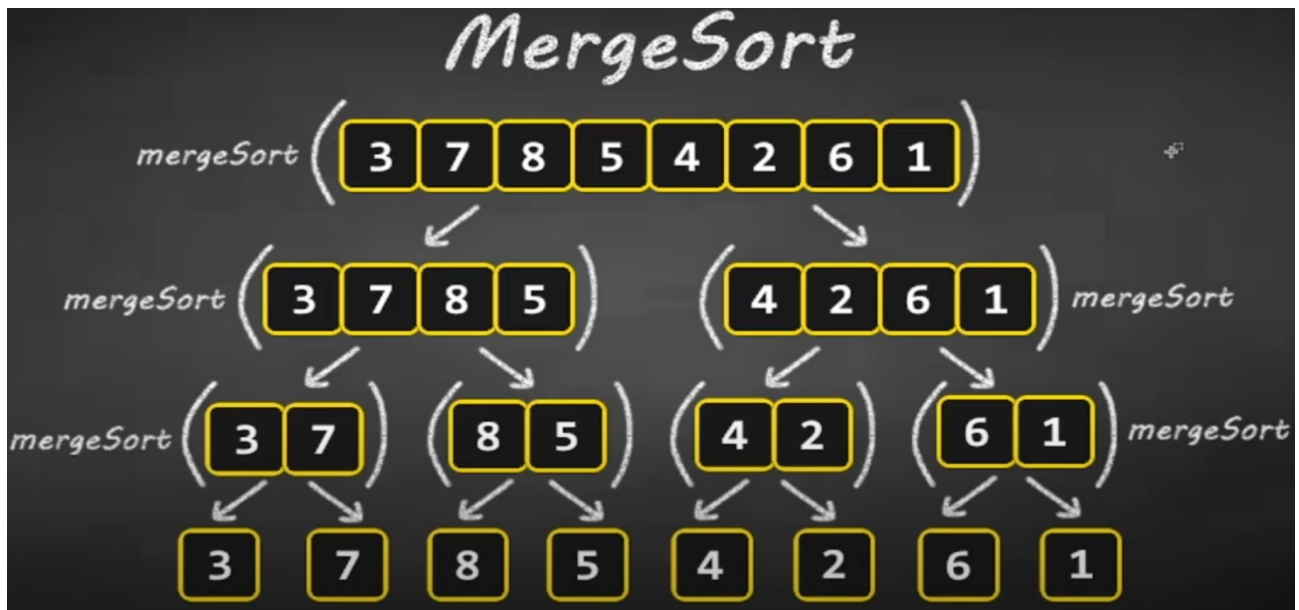 MergeSort
mergeSort ( 3 7 8 5 4 2 6 1 )
mergeSort ( 3 7 8 5 ) ( 4 2 6 1 ) mergeSort
mergeSort ( 3 7 ) ( 8 5 ) ( 4 2 ) ( 6 1 ) mergeSort
3 7 8 5 4 2 6 1